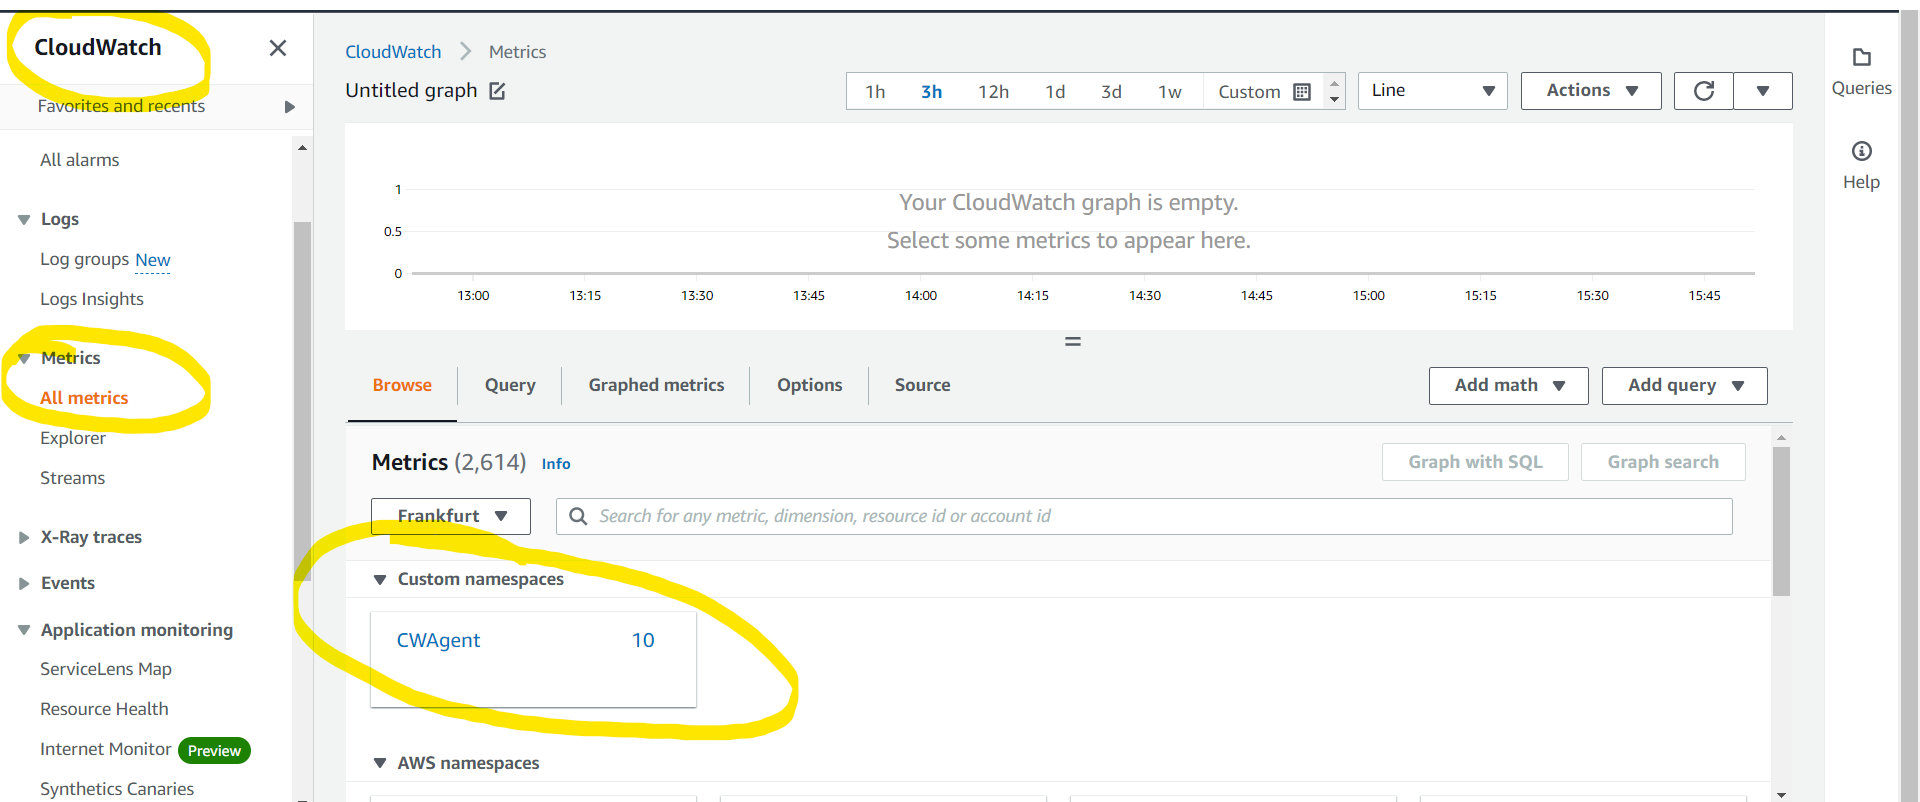 CloudWatch
Favorites and recents
All alarms
Logs
Log groups New
Logs Insights
Metrics
All metrics
Explorer
Streams
X-Ray traces
Events
Application monitoring
ServiceLens Map
Resource Health
Internet Monitor Preview
Synthetics Canaries
CloudWatch Metrics
Untitled graph
1h 3h 12h 1d 3d 1w Custom
Line
Actions
1
0.5
0
Your CloudWatch graph is empty.
Select some metrics to appear here.
13:00 13:15 13:30 13:45 14:00 14:15 14:30 14:45 15:00 15:15 15:30 15:45
Browse Query Graphed metrics Options Source
Add math Add query
Metrics (2,614) Info
Graph with SQL Graph search
Frankfurt
Search for any metric, dimension, resource id or account id
Custom namespaces
CWAgent 10
AWS namespaces
Queries
Help